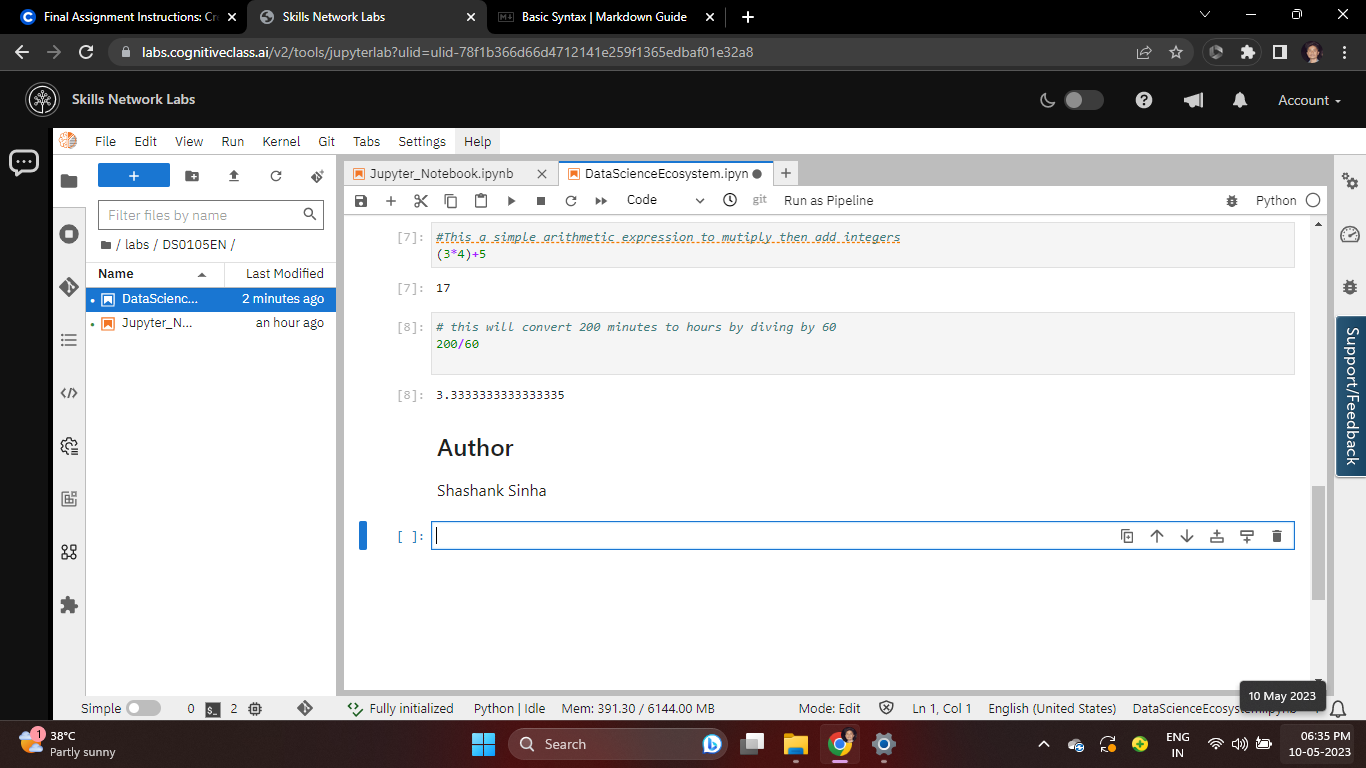 Final Assignment Instructions: Cr
Skills Network Labs
Basic Syntax | Markdown Guide
labs.cognitiveclass.ai/v2/tools/jupyterlab?ulid=ulid-78f1b366d66d4712141e259f1365edbaf01e32a8
Skills Network Labs
Account
File Edit View Run Kernel Git Tabs Settings Help
Jupyter_Notebook.ipynb
DataScienceEcosystem.ipyn
Filter files by name
Code
git
Run as Pipeline
Python
/ labs / DS0105EN /
Name Last Modified
DataScienc... 2 minutes ago
Jupyter_N... an hour ago
[7]: #This a simple arithmetic expression to mutiply then add integers
(3*4)+5
[7]: 17
[8]: # this will convert 200 minutes to hours by diving by 60
200/60
[8]: 3.3333333333333335
Author
Shashank Sinha
[ ]:
Support/Feedback
10 May 2023
Simple 0 2 Fully initialized Python | Idle Mem: 391.30 / 6144.00 MB Mode: Edit Ln 1, Col 1 English (United States) DataScienceEcosystem.ipynb
1
38°C
Partly sunny
Search
ENG
IN
06:35 PM
10-05-2023